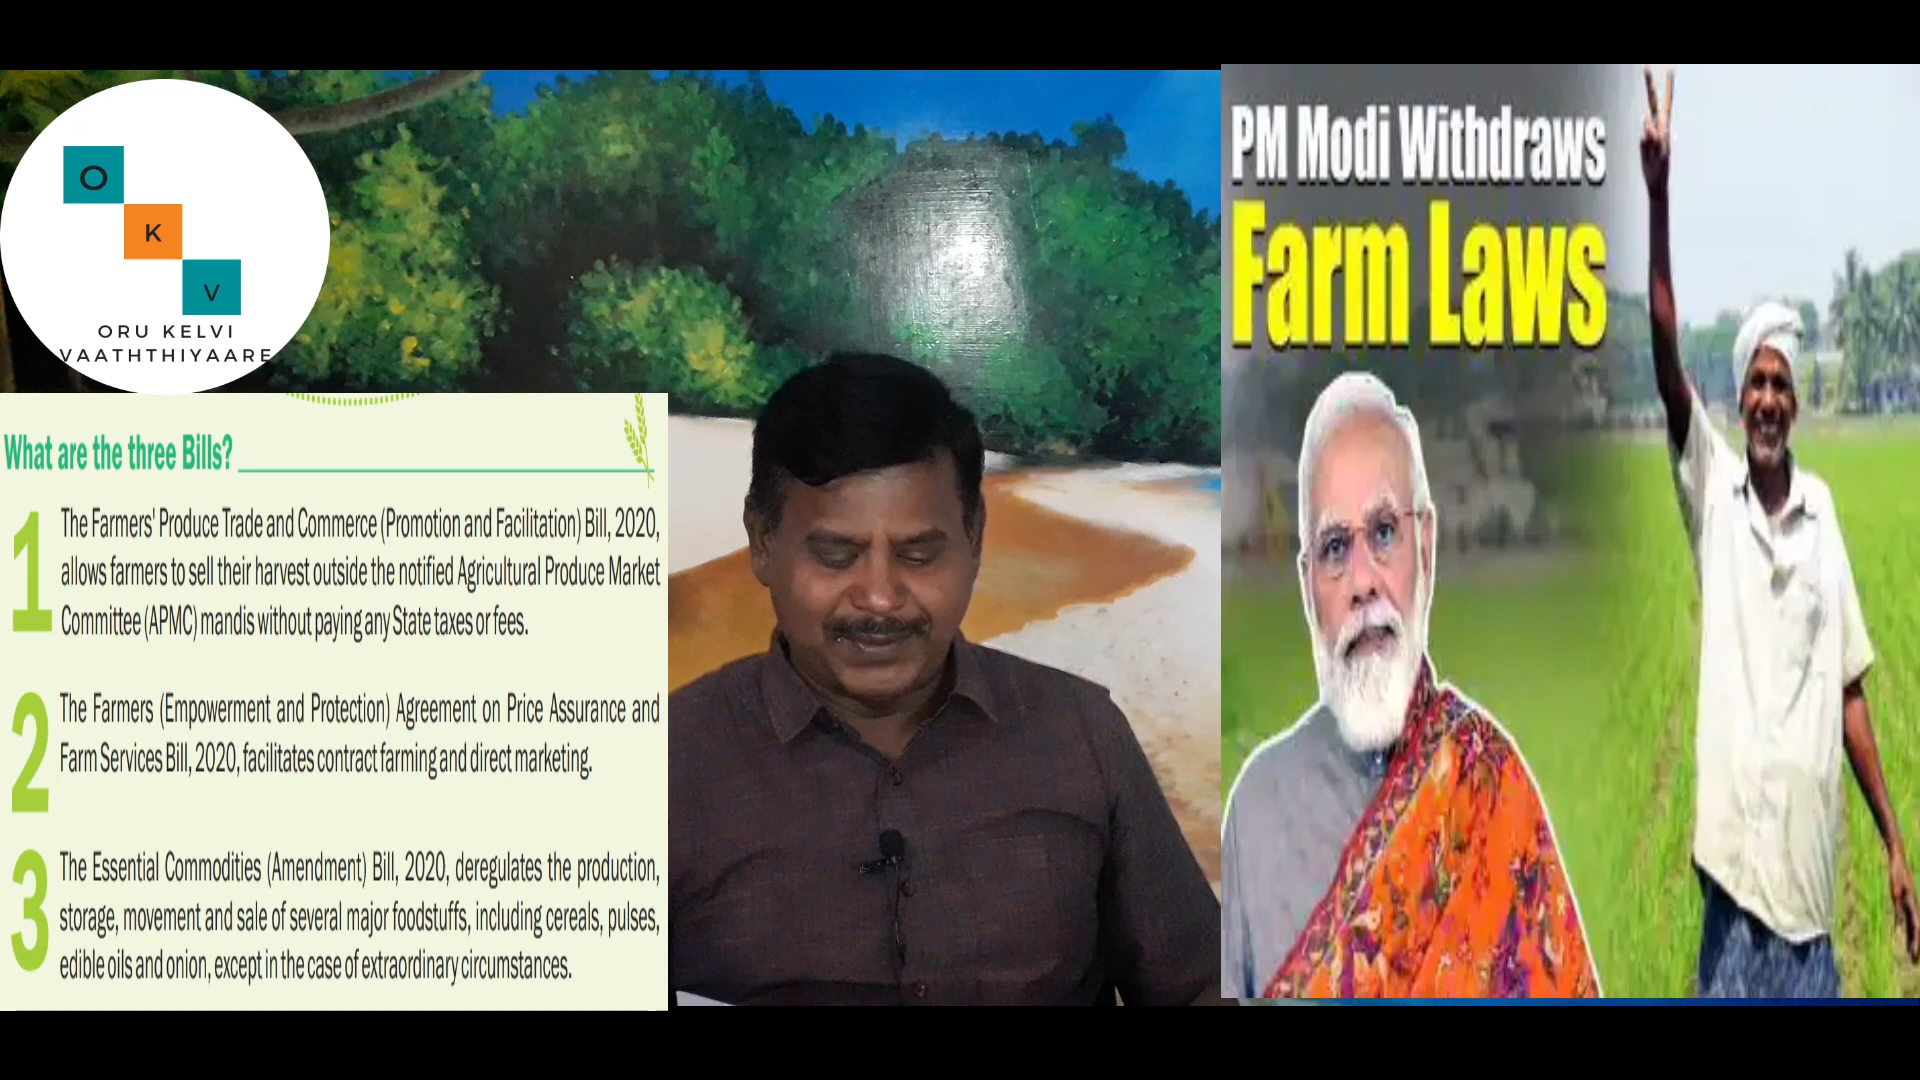 O
K
V
ORU KELVI
VAATHTHIYAARE
What are the three Bills?
1
The Farmers' Produce Trade and Commerce (Promotion and Facilitation) Bill, 2020,
allows farmers to sell their harvest outside the notified Agricultural Produce Market
Committee (APMC) mandis without paying any State taxes or fees.
2
The Farmers (Empowerment and Protection) Agreement on Price Assurance and
Farm Services Bill, 2020, facilitates contract farming and direct marketing.
3
The Essential Commodities (Amendment) Bill, 2020, deregulates the production,
storage, movement and sale of several major foodstuffs, including cereals, pulses,
edible oils and onion, except in the case of extraordinary circumstances.
PM Modi Withdraws
Farm Laws